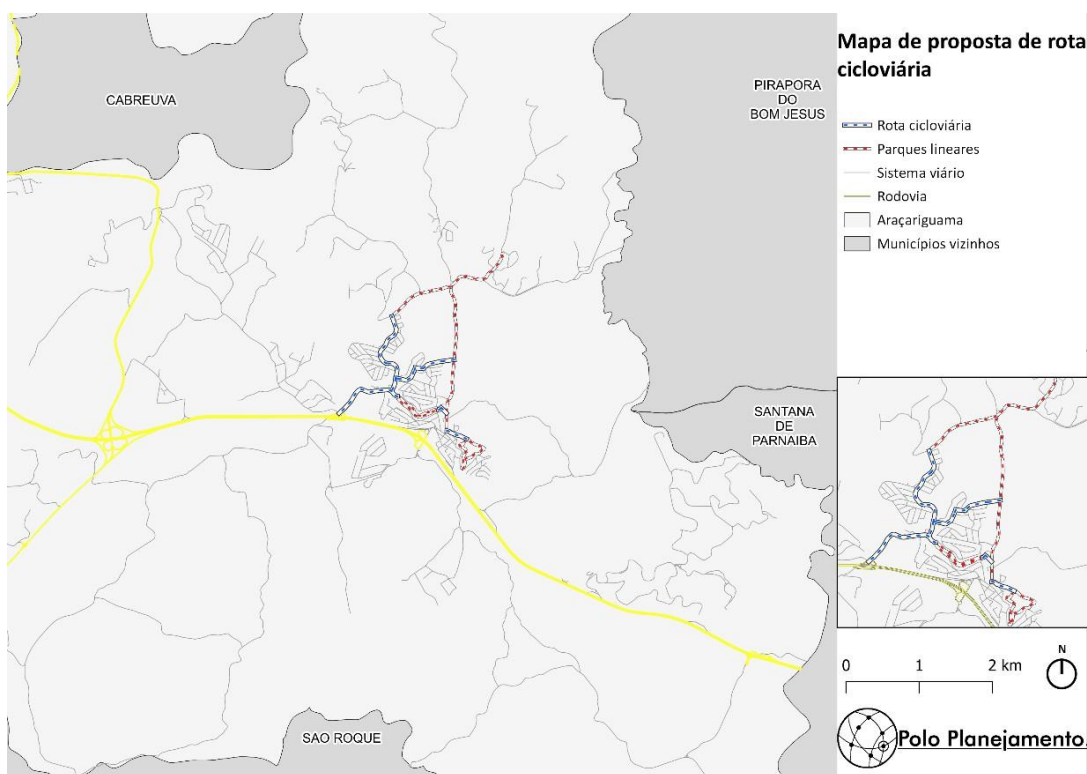 CABREUVA
PIRAPORA
DO
BOM JESUS
SANTANA
DE
PARNAIBA
SAO ROQUE
Mapa de proposta de rota
cicloviária
Rota cicloviária
Parques lineares
Sistema viário
Rodovia
Araçariguama
Municípios vizinhos
0 1 2 km
N
Polo Planejamento